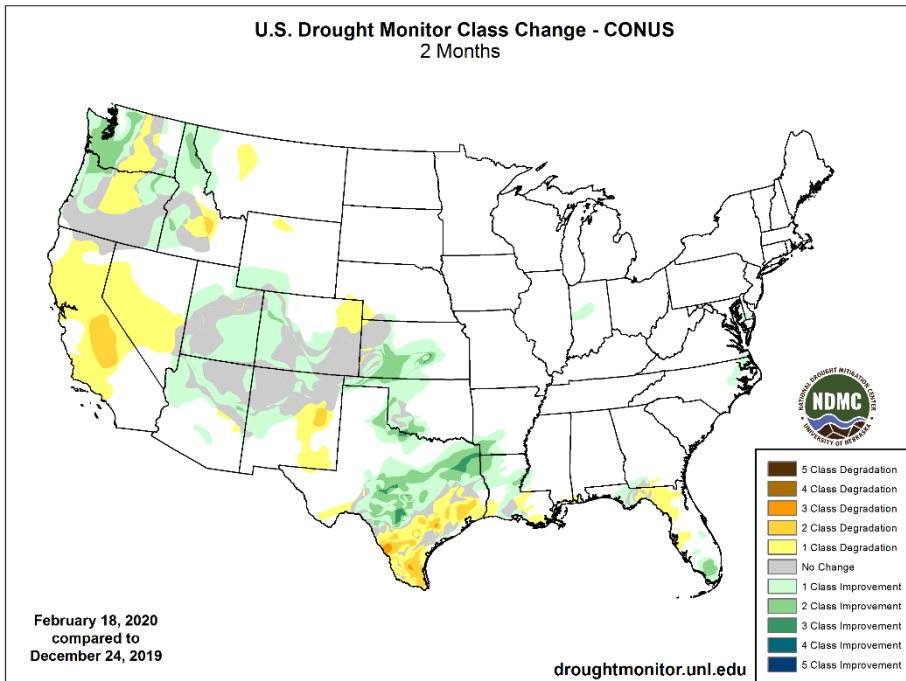 U.S. Drought Monitor Class Change - CONUS
2 Months
NATIONAL DROUGHT MITIGATION CENTER
NDMC
UNIVERSITY OF NEBRASKA
5 Class Degradation
4 Class Degradation
3 Class Degradation
2 Class Degradation
1 Class Degradation
No Change
1 Class Improvement
2 Class Improvement
3 Class Improvement
4 Class Improvement
5 Class Improvement
February 18, 2020
compared to
December 24, 2019
droughtmonitor.unl.edu